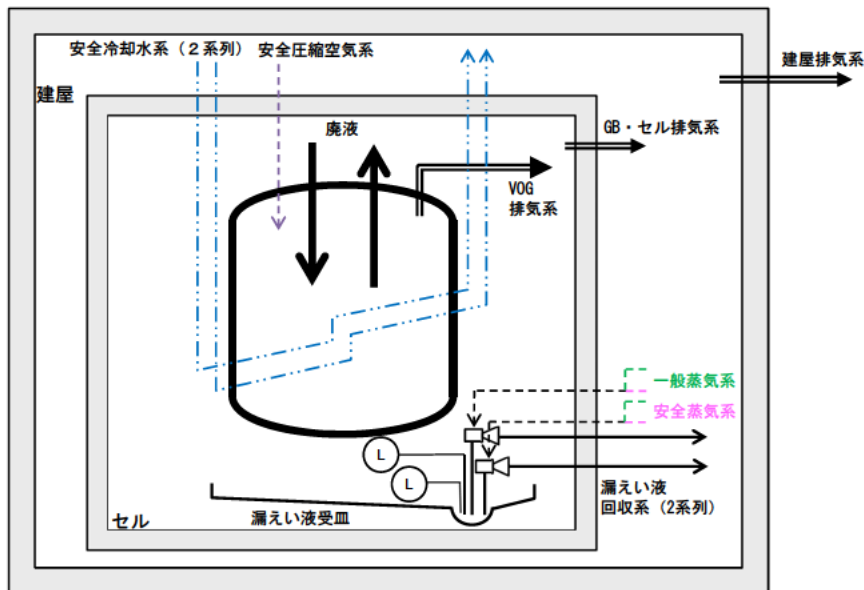 安全冷却水系（２系列）
安全圧縮空気系
建屋排気系
建屋
廃液
GB・セル排気系
VOG
排気系
一般蒸気系
安全蒸気系
L
L
漏えい液
回収系（2系列）
漏えい液受皿
セル